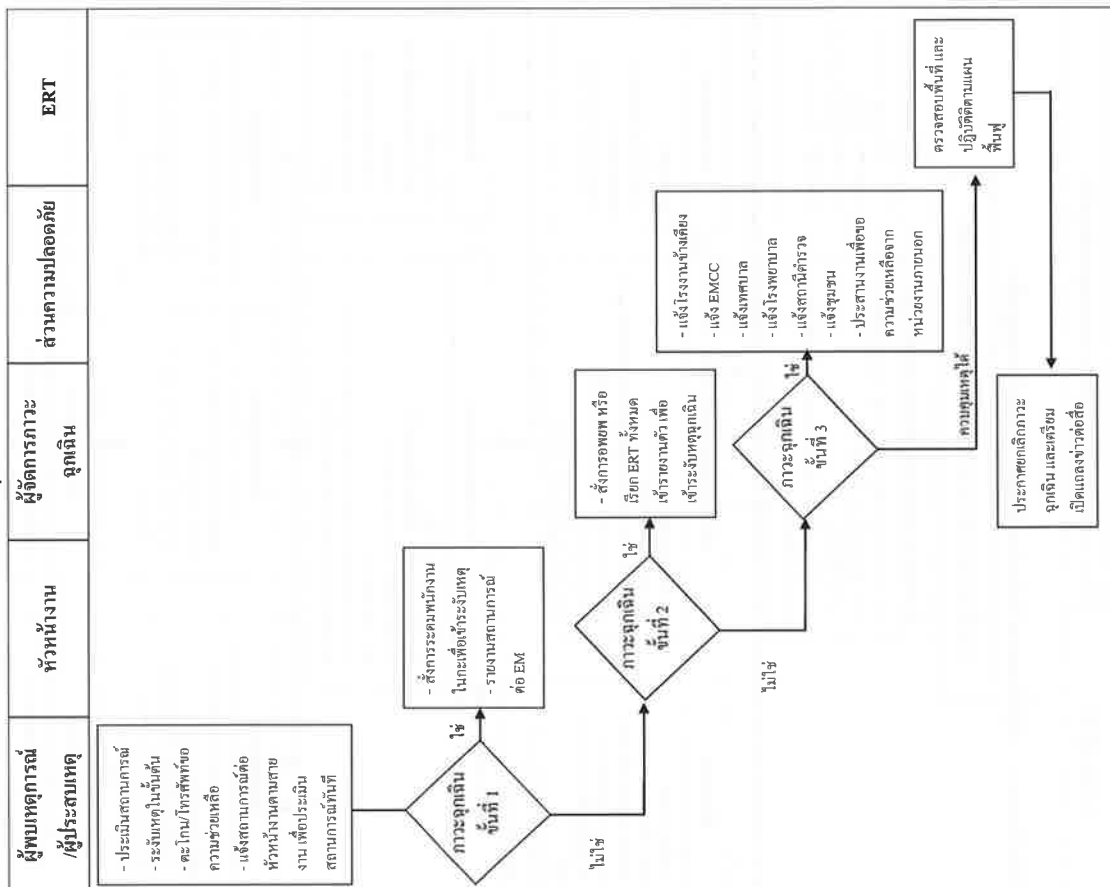 ผู้พบเหตุการณ์
/ผู้ประสบเหตุ
หัวหน้างาน
ผู้จัดการภาวะ
ฉุกเฉิน
ส่วนความปลอดภัย
ERT
- ประเมินสถานการณ์
- ระงับเหตุในขั้นต้น
- ตะโกน/โทรศัพท์ขอ
ความช่วยเหลือ
- แจ้งสถานการณ์ต่อ
หัวหน้างานตามสาย
งาน เพื่อประเมิน
สถานการณ์ทันที
ภาวะฉุกเฉิน
ขั้นที่ 1
ใช่
ไม่ใช่
- สั่งการระดมพนักงาน
ในกะเพื่อเข้าระงับเหตุ
- รายงานสถานการณ์
ต่อ EM
ภาวะฉุกเฉิน
ขั้นที่ 2
ใช่
ไม่ใช่
- สั่งการอพยพ หรือ
เรียก ERT ทั้งหมด
เข้ารายงานตัว เพื่อ
เข้าระงับเหตุฉุกเฉิน
ภาวะฉุกเฉิน
ขั้นที่ 3
ใช่
ควบคุมเหตุได้
- แจ้งโรงงานข้างเคียง
- แจ้ง EMCC
- แจ้งเทศบาล
- แจ้งโรงพยาบาล
- แจ้งสถานีตำรวจ
- แจ้งชุมชน
- ประสานงานเพื่อขอ
ความช่วยเหลือจาก
หน่วยงานภายนอก
ตรวจสอบพื้นที่ และ
ปฏิบัติติตามแผน
ฟื้นฟู
ประกาศยกเลิกภาวะ
ฉุกเฉิน และเตรียม
เปิดแถลงข่าวต่อสื่อ